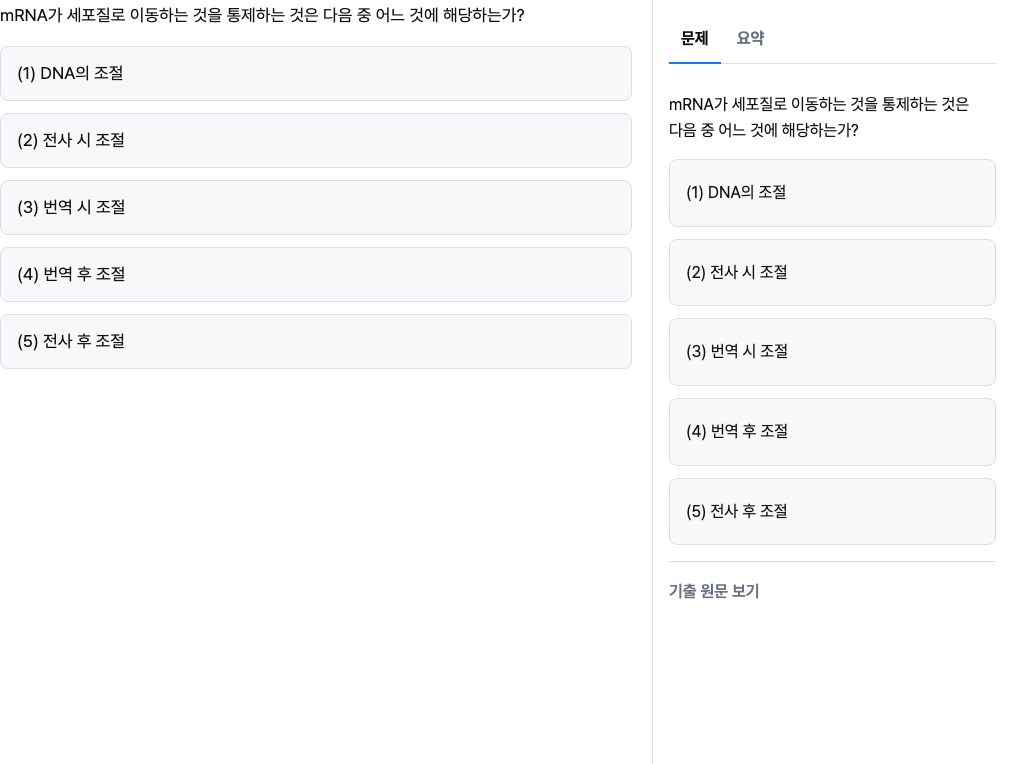 mRNA가 세포질로 이동하는 것을 통제하는 것은 다음 중 어느 것에 해당하는가?
(1) DNA의 조절
(2) 전사 시 조절
(3) 번역 시 조절
(4) 번역 후 조절
(5) 전사 후 조절
문제 요약
mRNA가 세포질로 이동하는 것을 통제하는 것은
다음 중 어느 것에 해당하는가?
(1) DNA의 조절
(2) 전사 시 조절
(3) 번역 시 조절
(4) 번역 후 조절
(5) 전사 후 조절
기출 원문 보기